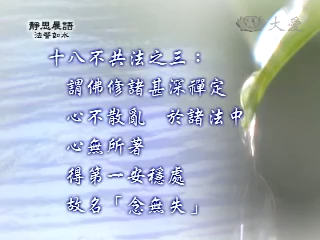 靜思晨語
法譬如水
大愛
十八不共法之三：
謂佛修諸甚深禪定
心不散亂　於諸法中
心無所著
得第一安穩處
故名「念無失」